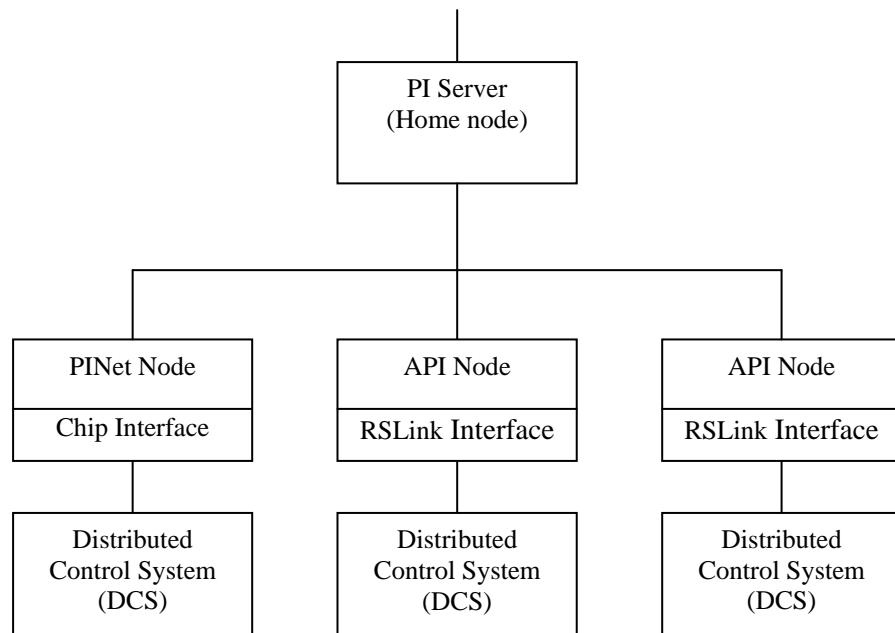 PI Server
(Home node)
PINet Node
API Node
API Node
Chip Interface
RSLink Interface
RSLink Interface
Distributed
Control System
(DCS)
Distributed
Control System
(DCS)
Distributed
Control System
(DCS)